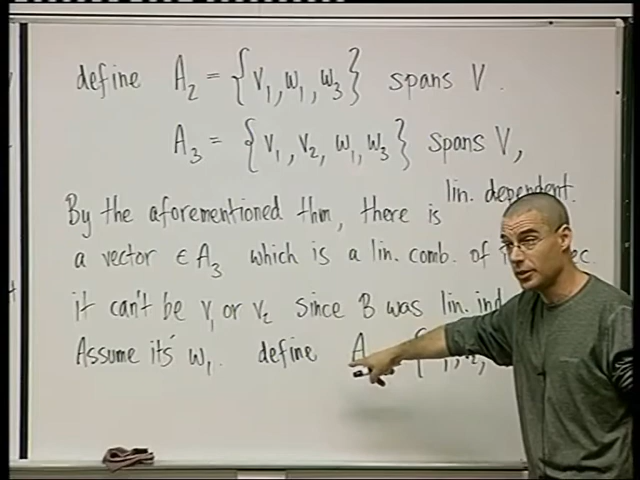 define A₂ = {v₁, w₁, w₃} spans V.
A₃ = {v₁, v₂, w₁, w₃} spans V,
lin. dependent.
By the aforementioned thm, there is
a vector ∈ A₃ which is a lin. comb. of
it can't be v₁ or v₂ since B was lin. ind
Assume its' w₁. define A